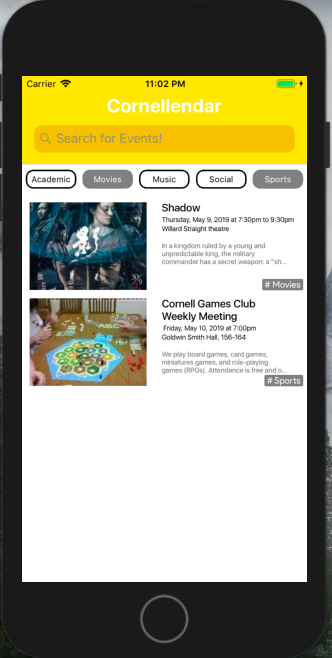 Carrier 11:02 PM
Cornellendar
Search for Events!
Academic Movies Music Social Sports
Shadow
Thursday, May 9, 2019 at 7:30pm to 9:30pm
Willard Straight theatre
In a kingdom ruled by a young and
unpredictable king, the military
commander has a secret weapon: a "sh...
# Movies
Cornell Games Club
Weekly Meeting
Friday, May 10, 2019 at 7:00pm
Goldwin Smith Hall, 156-164
We play board games, card games,
miniatures games, and role-playing
games (RPGs). Attendance is free and o...
# Sports